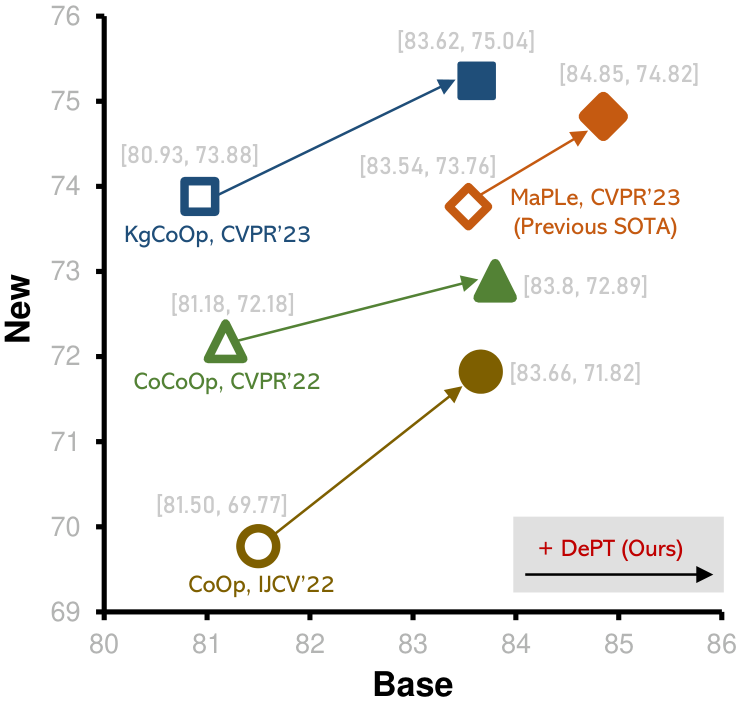 76
[83.62, 75.04]
[84.85, 74.82]
75
[80.93, 73.88]
[83.54, 73.76]
74
MaPLe, CVPR’23
(Previous SOTA)
KgCoOp, CVPR’23
73
[81.18, 72.18]
[83.8, 72.89]
New
72
CoCoOp, CVPR’22
[83.66, 71.82]
71
[81.50, 69.77]
70
+ DePT (Ours)
CoOp, IJCV’22
69
80 81 82 83 84 85 86
Base